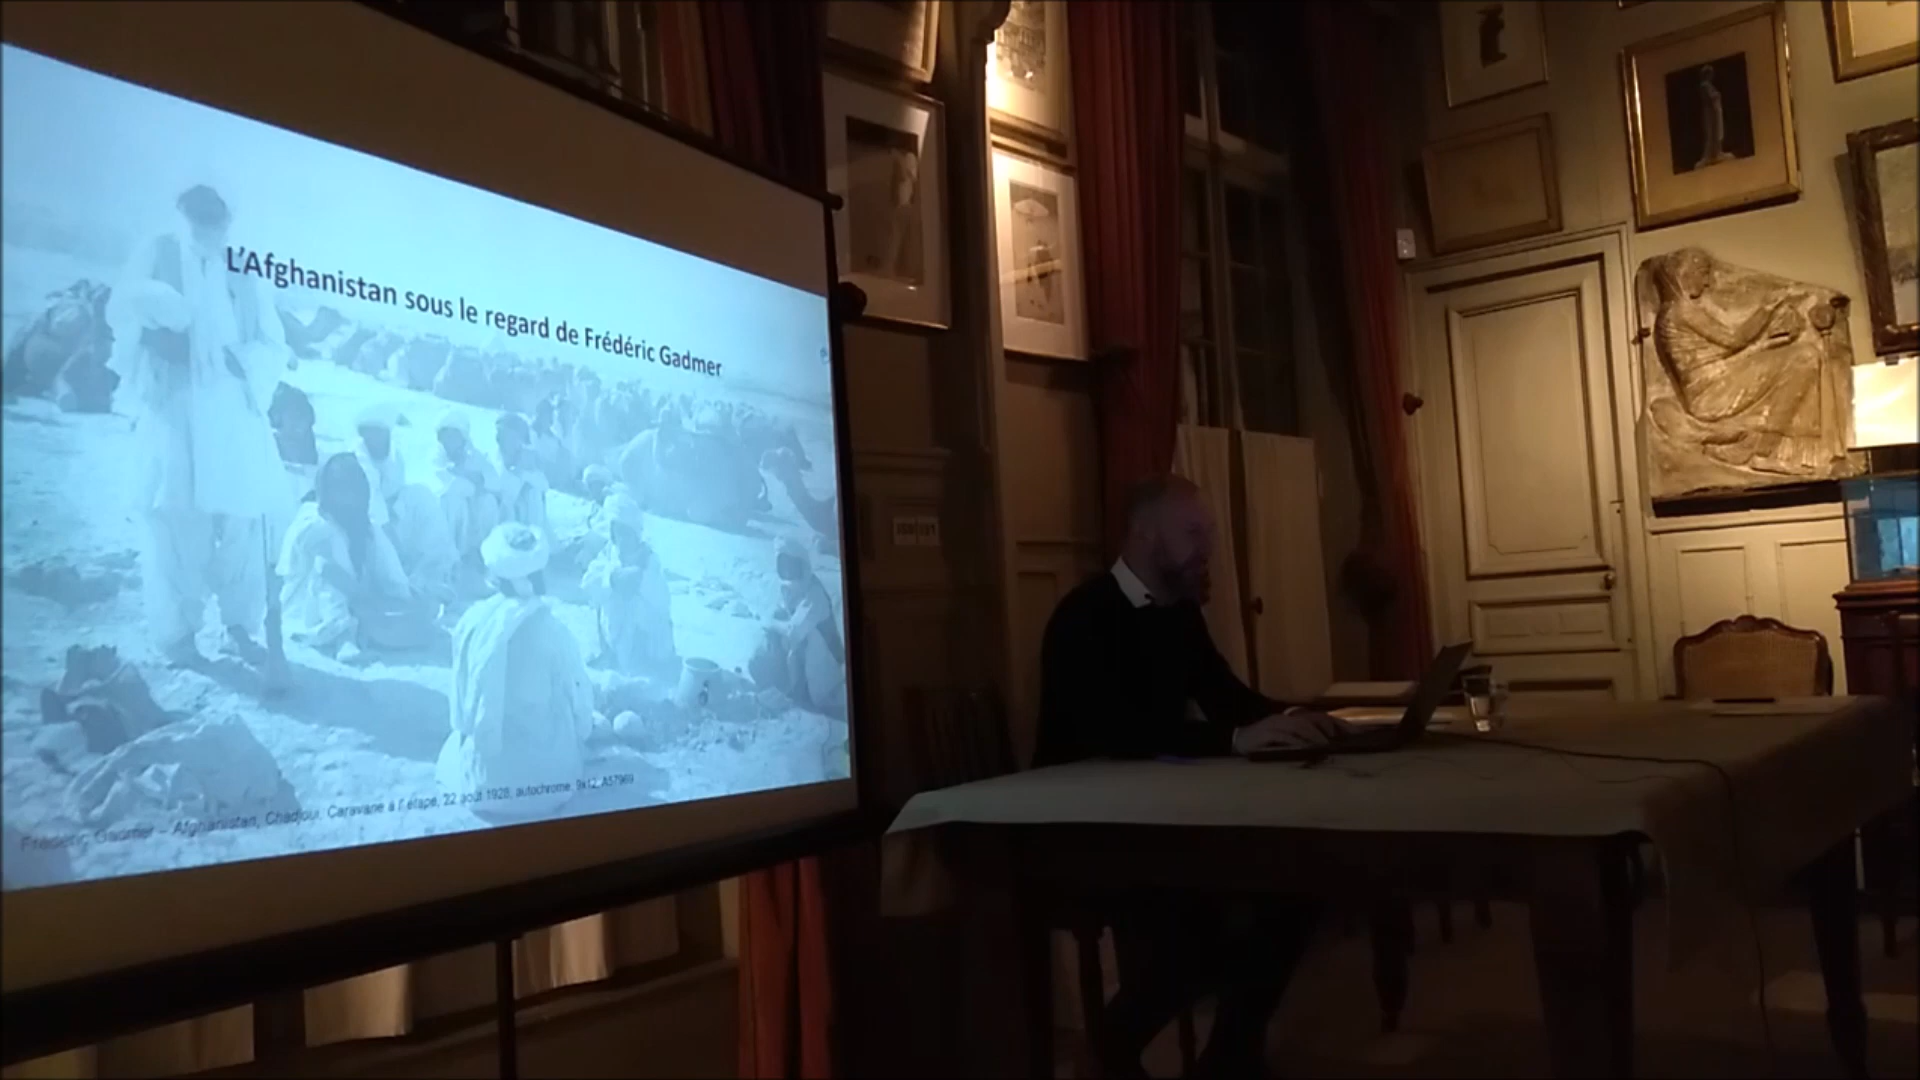 L'Afghanistan sous le regard de Frédéric Gadmer
Frédéric Gadmer – Afghanistan, Chadjoui, Caravane à l'étape, 22 août 1928, autochrome, 9x12, A57969